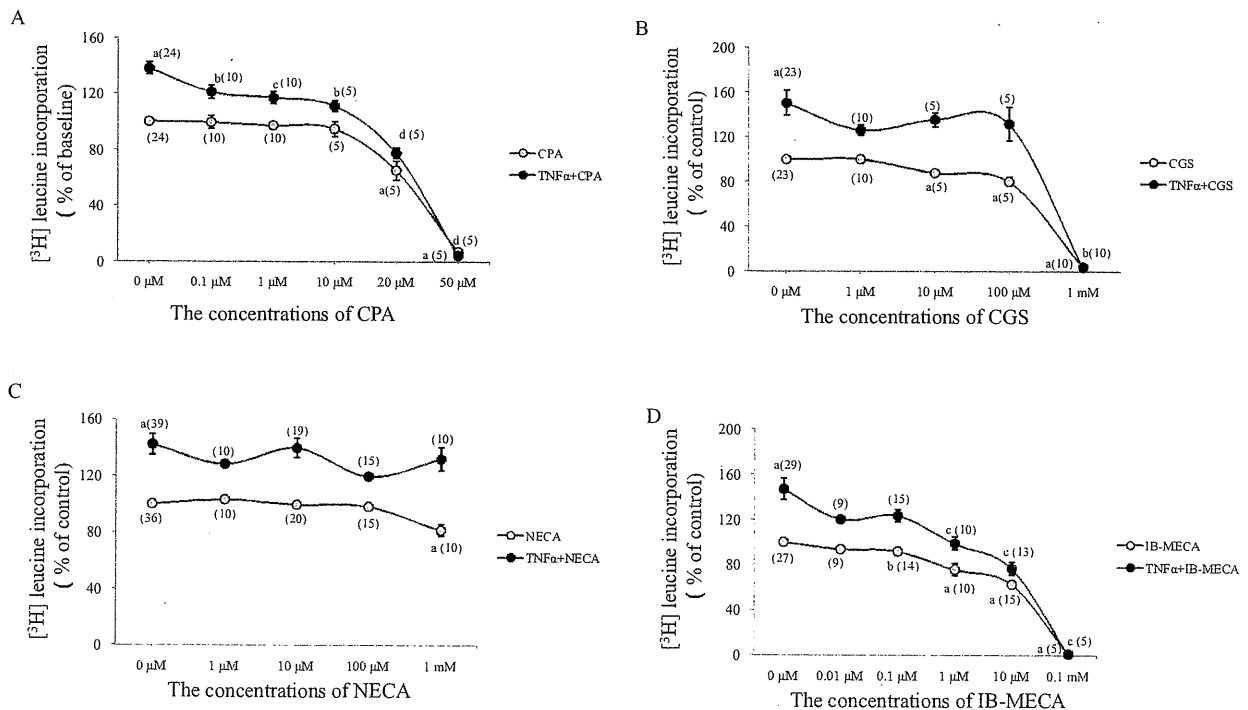 A
[³H] leucine incorporation
( % of baseline)
160
120
80
40
0
a(24)
b(10)
c (10)
b (5)
d (5)
d (5)
(24)
(10)
(10)
(5)
a(5)
a (5)
0 µM
0.1 µM
1 µM
10 µM
20 µM
50 µM
The concentrations of CPA
CPA
TNFα+CPA
B
[³H] leucine incorporation
( % of control)
200
160
120
80
40
0
a(23)
(10)
(5)
(5)
b(10)
(23)
(10)
a(5)
a(5)
a(10)
0 µM
1 µM
10 µM
100 µM
1 mM
The concentrations of CGS
CGS
TNFα+CGS
C
[³H] leucine incorporation
( % of control)
160
120
80
40
0
a(39)
(10)
(19)
(15)
(10)
(36)
(10)
(20)
(15)
a (10)
0 µM
1 µM
10 µM
100 µM
1 mM
The concentrations of NECA
NECA
TNFα+NECA
D
[³H] leucine incorporation
( % of control)
200
160
120
80
40
0
a(29)
(9)
(15)
c (10)
c (13)
c (5)
(27)
(9)
b (14)
a (10)
a (15)
a (5)
0 µM
0.01 µM
0.1 µM
1 µM
10 µM
0.1 mM
The concentrations of IB-MECA
IB-MECA
TNFα+IB-MECA